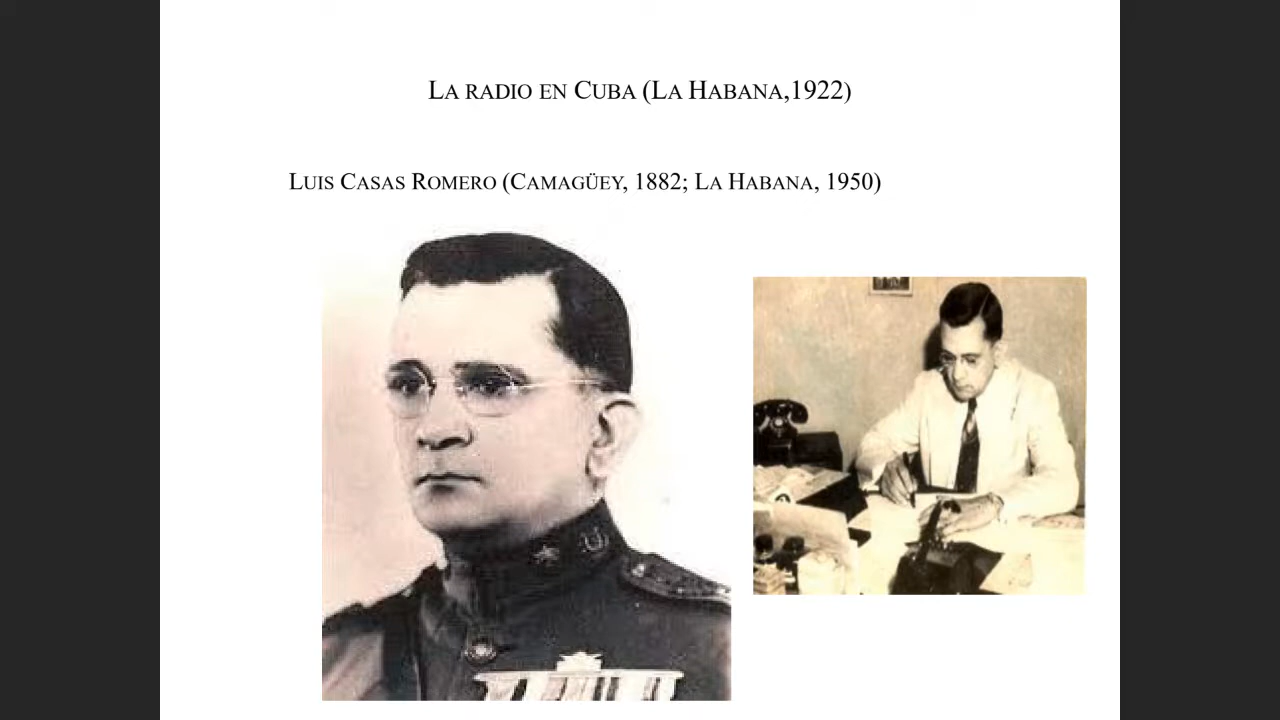 La radio en Cuba (La Habana,1922)
Luis Casas Romero (Camagüey, 1882; La Habana, 1950)